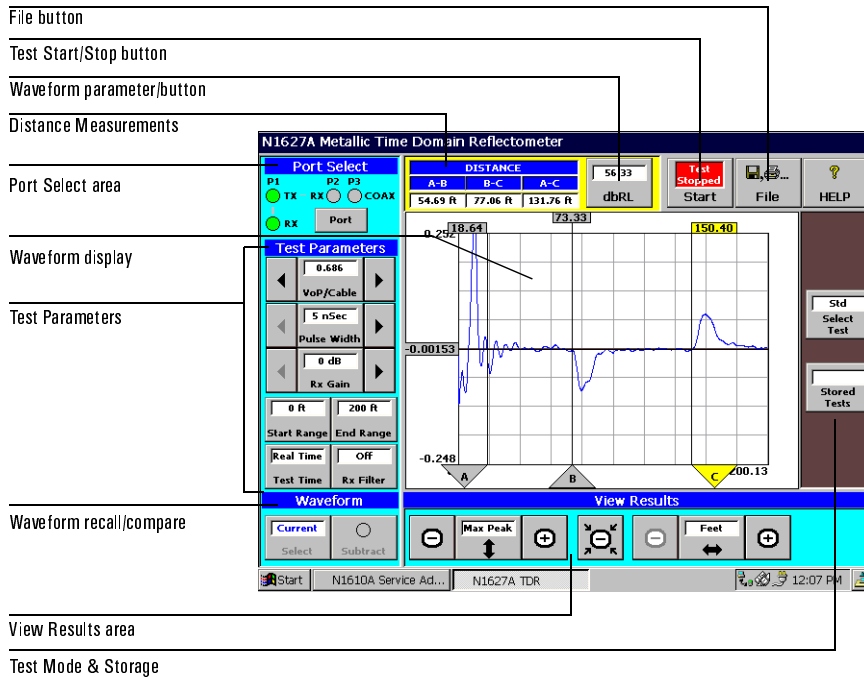 File button
Test Start/Stop button
Waveform parameter/button
Distance Measurements
Port Select area
Waveform display
Test Parameters
Waveform recall/compare
View Results area
Test Mode & Storage
N1627A Metallic Time Domain Reflectometer
Port Select
P1 P2 P3
TX RX COAX
RX Port
DISTANCE
A-B B-C A-C
54.69 ft 77.06 ft 131.76 ft
56.33
dbRL
Test Stopped
Start
File
?
HELP
Test Parameters
0.686
VoP/Cable
5 nSec
Pulse Width
0 dB
Rx Gain
0 ft 200 ft
Start Range End Range
Real Time Off
Test Time Rx Filter
Waveform
Current
Select Subtract
0.252 18.64 73.33 150.40
-0.00153
-0.248
A B C 200.13
Std
Select
Test
Stored
Tests
View Results
Max Peak
Feet
Start N1610A Service Ad... N1627A TDR 12:07 PM